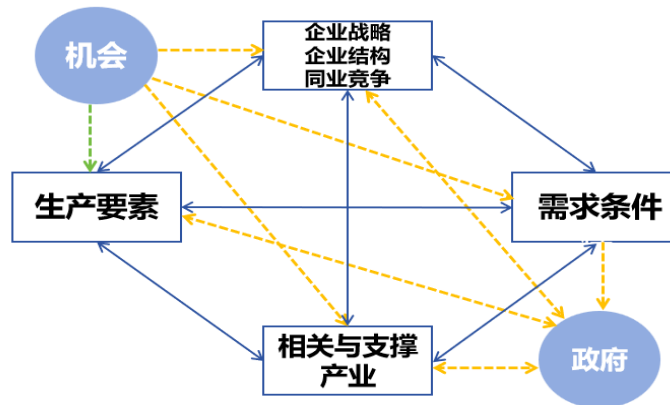 机会
企业战略
企业结构
同业竞争
生产要素
需求条件
相关与支撑
产业
政府